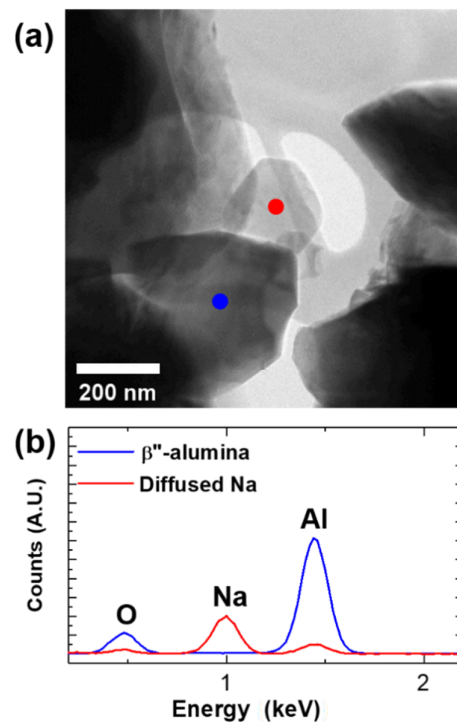 (a)
200 nm
(b)
β"-alumina
Diffused Na
O
Na
Al
Counts (A.U.)
1
2
Energy (keV)